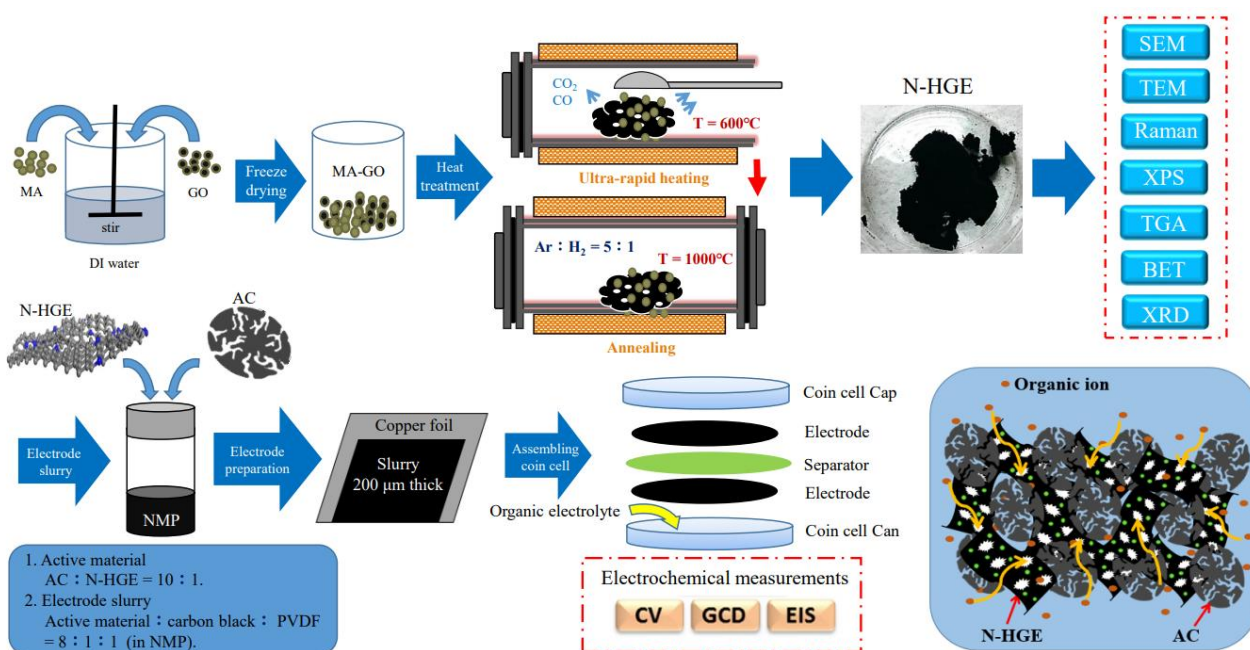 MA
GO
stir
DI water
Freeze
drying
MA-GO
Heat
treatment
CO₂
CO
T = 600℃
Ultra-rapid heating
Ar：H₂ = 5：1
T = 1000℃
Annealing
N-HGE
SEM
TEM
Raman
XPS
TGA
BET
XRD
N-HGE
AC
Electrode
slurry
NMP
Electrode
preparation
Copper foil
Slurry
200 μm thick
Assembling
coin cell
Organic electrolyte
Coin cell Cap
Electrode
Separator
Electrode
Coin cell Can
1. Active material
AC：N-HGE = 10：1.
2. Electrode slurry
Active material：carbon black： PVDF
= 8：1：1 (in NMP).
Electrochemical measurements
CV
GCD
EIS
Organic ion
N-HGE
AC